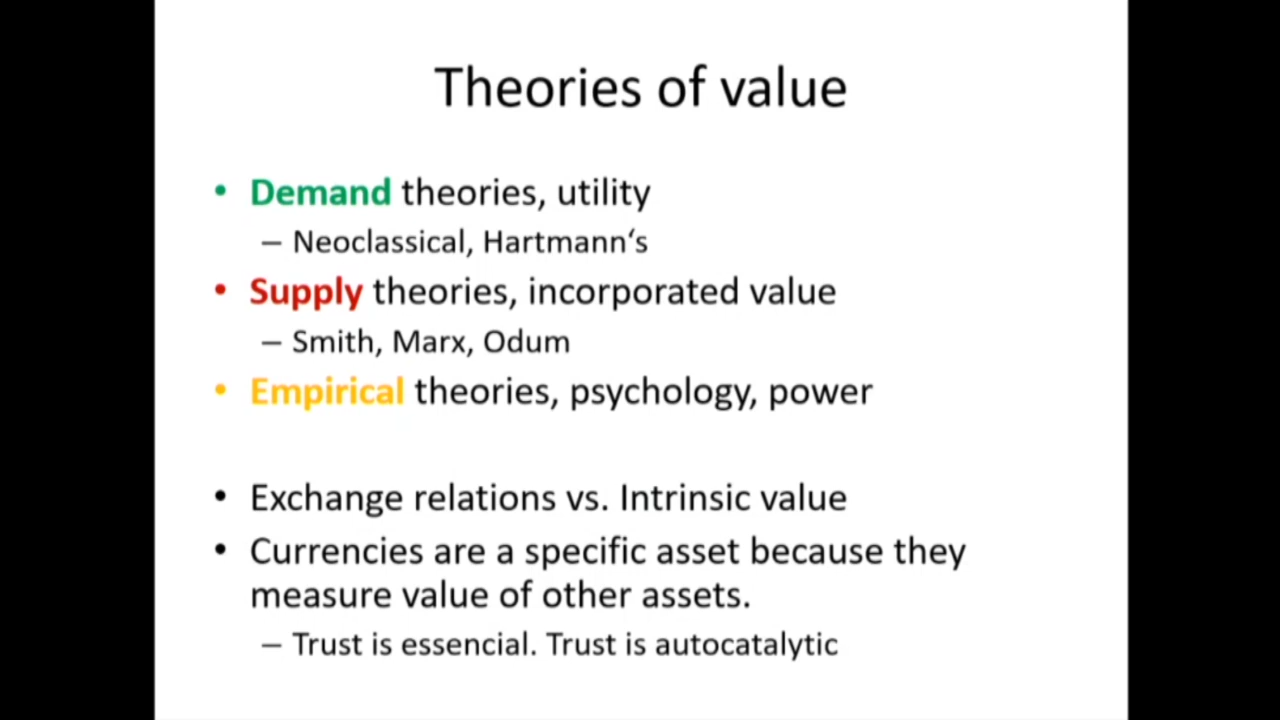 Theories of value
• Demand theories, utility
– Neoclassical, Hartmann‘s
• Supply theories, incorporated value
– Smith, Marx, Odum
• Empirical theories, psychology, power
• Exchange relations vs. Intrinsic value
• Currencies are a specific asset because they
measure value of other assets.
– Trust is essencial. Trust is autocatalytic